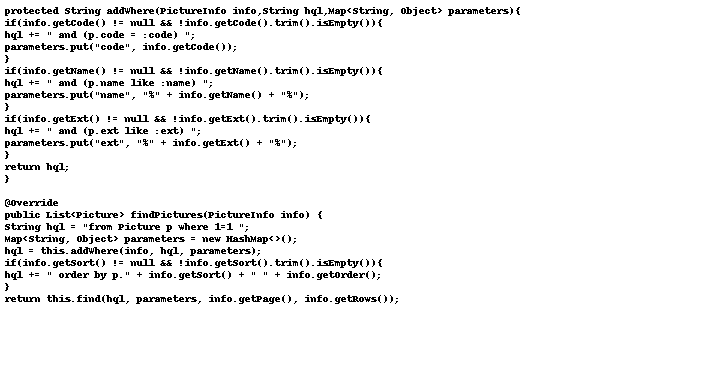 protected String addWhere(PictureInfo info,String hql,Map<String, Object> parameters){
if(info.getCode() != null && !info.getCode().trim().isEmpty()){
hql += " and (p.code = :code) ";
parameters.put("code", info.getCode());
}
if(info.getName() != null && !info.getName().trim().isEmpty()){
hql += " and (p.name like :name) ";
parameters.put("name", "%" + info.getName() + "%");
}
if(info.getExt() != null && !info.getExt().trim().isEmpty()){
hql += " and (p.ext like :ext) ";
parameters.put("ext", "%" + info.getExt() + "%");
}
return hql;
}
@Override
public List<Picture> findPictures(PictureInfo info) {
String hql = "from Picture p where 1=1 ";
Map<String, Object> parameters = new HashMap<>();
hql = this.addWhere(info, hql, parameters);
if(info.getSort() != null && !info.getSort().trim().isEmpty()){
hql += " order by p." + info.getSort() + " " + info.getOrder();
}
return this.find(hql, parameters, info.getPage(), info.getRows());